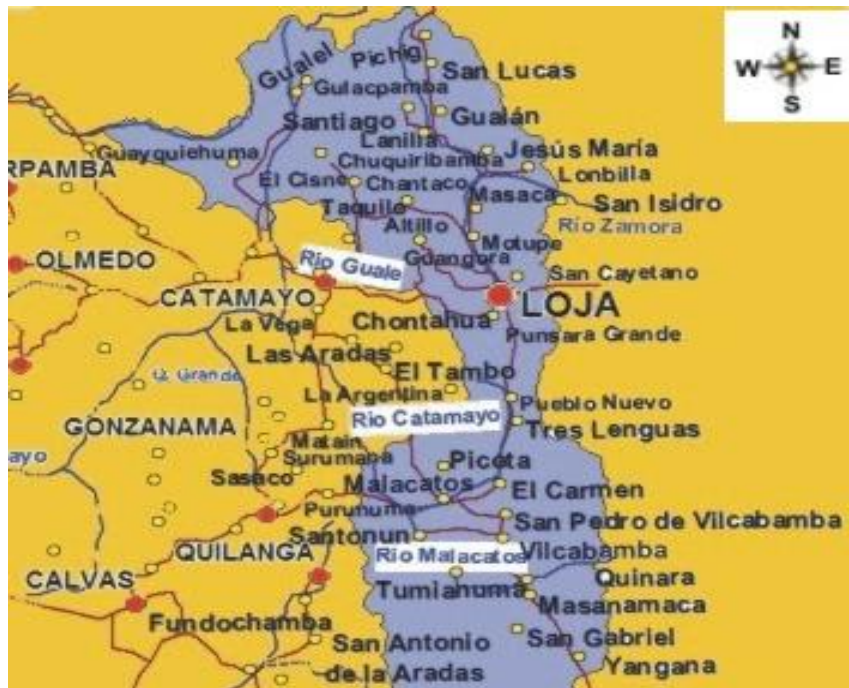 N
W E
S
Pichig
Gualel
San Lucas
Gulacpamba
Gualán
Santiago
Lanilla
Jesús María
Guayquiehuma
Chuquiribamba
RPAMBA
Lonbilla
El Cisne
Chantaco
Masaca
San Isidro
Taquilo
Altillo
Río Zamora
Motupe
OLMEDO
Río Guale
Guangora
San Cayetano
CATAMAYO
LOJA
La Vega
Chontahua
Punsara Grande
Las Aradas
El Tambo
Q. Grande
La Argentina
Pueblo Nuevo
Río Catamayo
GONZANAMA
Tres Lenguas
Matain
ayo
Surumaba
Picota
Sasaco
Malacatos
El Carmen
Purunuma
San Pedro de Vilcabamba
Santonun
QUILANGA
Río Malacatos
Vilcabamba
CALVAS
Quinara
Tumianuma
Masanamaca
Fundochamba
San Antonio
de la Aradas
San Gabriel
Yangana